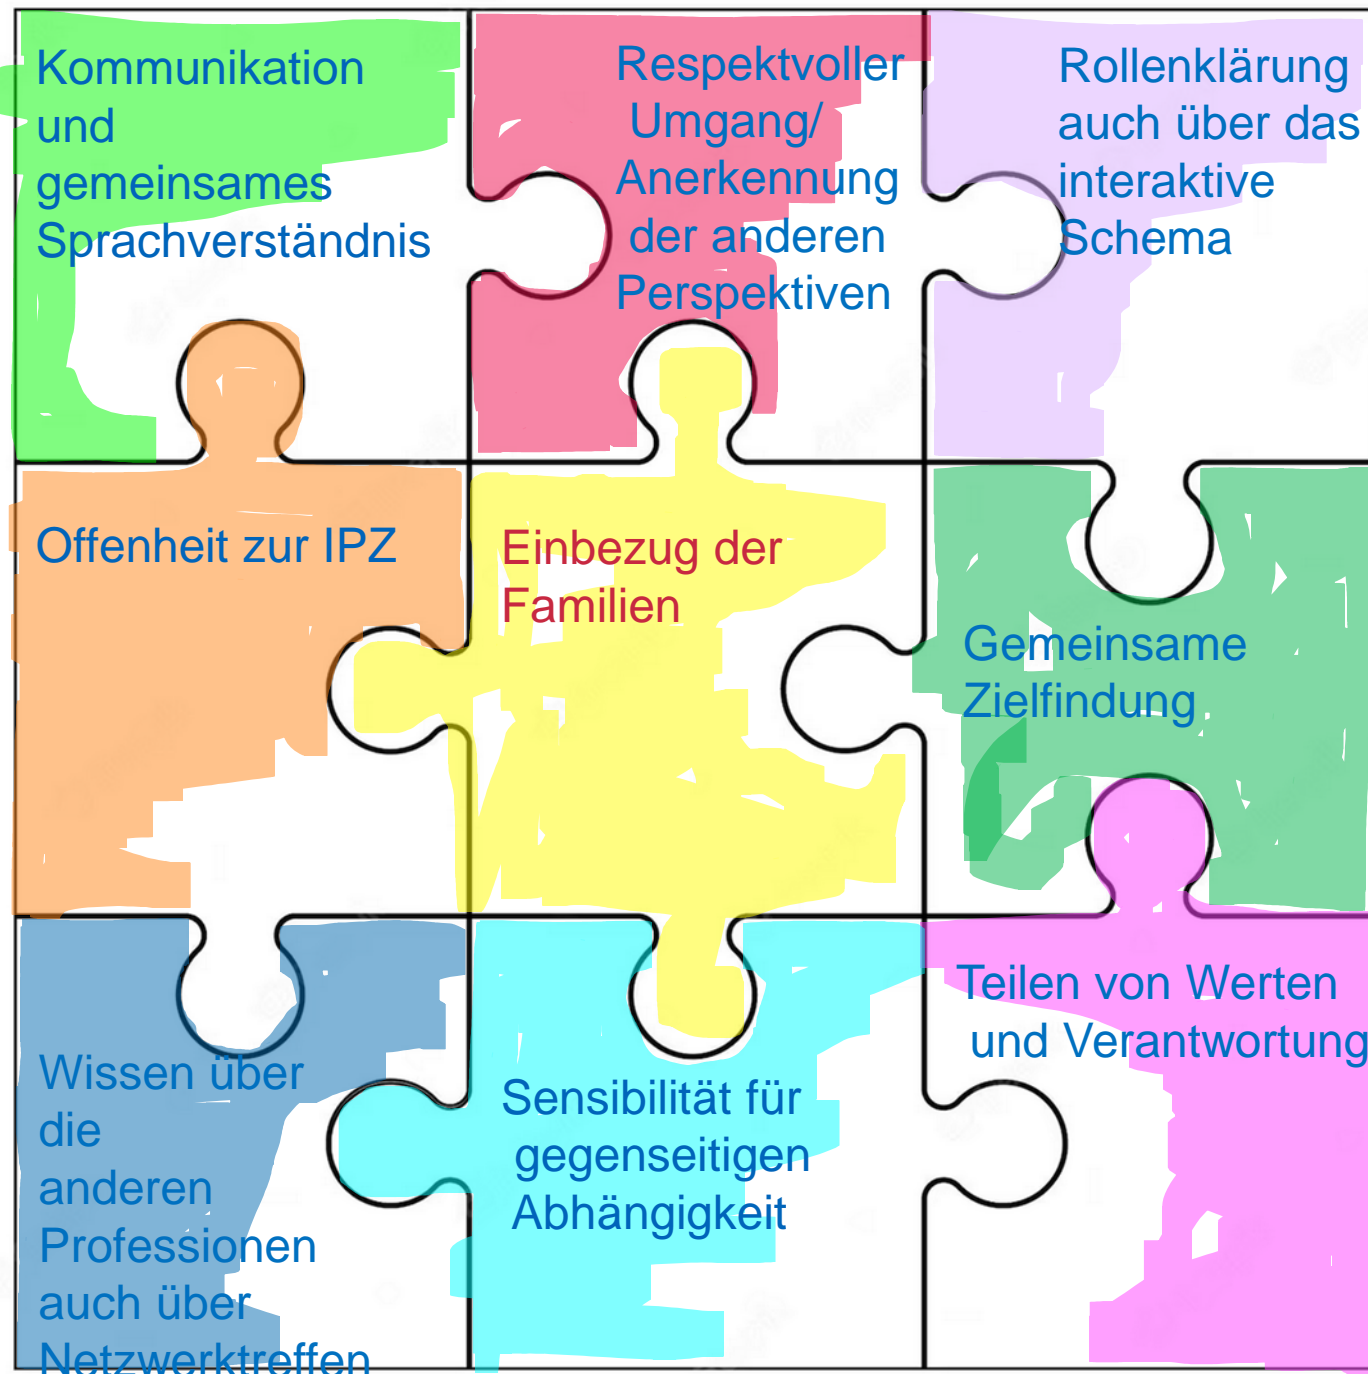 Kommunikation
und
gemeinsames
Sprachverständnis
Respektvoller
Umgang/
Anerkennung
der anderen
Perspektiven
Rollenklärung
auch über das
interaktive
Schema
Offenheit zur IPZ
Einbezug der
Familien
Gemeinsame
Zielfindung
Wissen über
die
anderen
Professionen
auch über
Netzwerktreffen
Sensibilität für
gegenseitigen
Abhängigkeit
Teilen von Werten
und Verantwortung